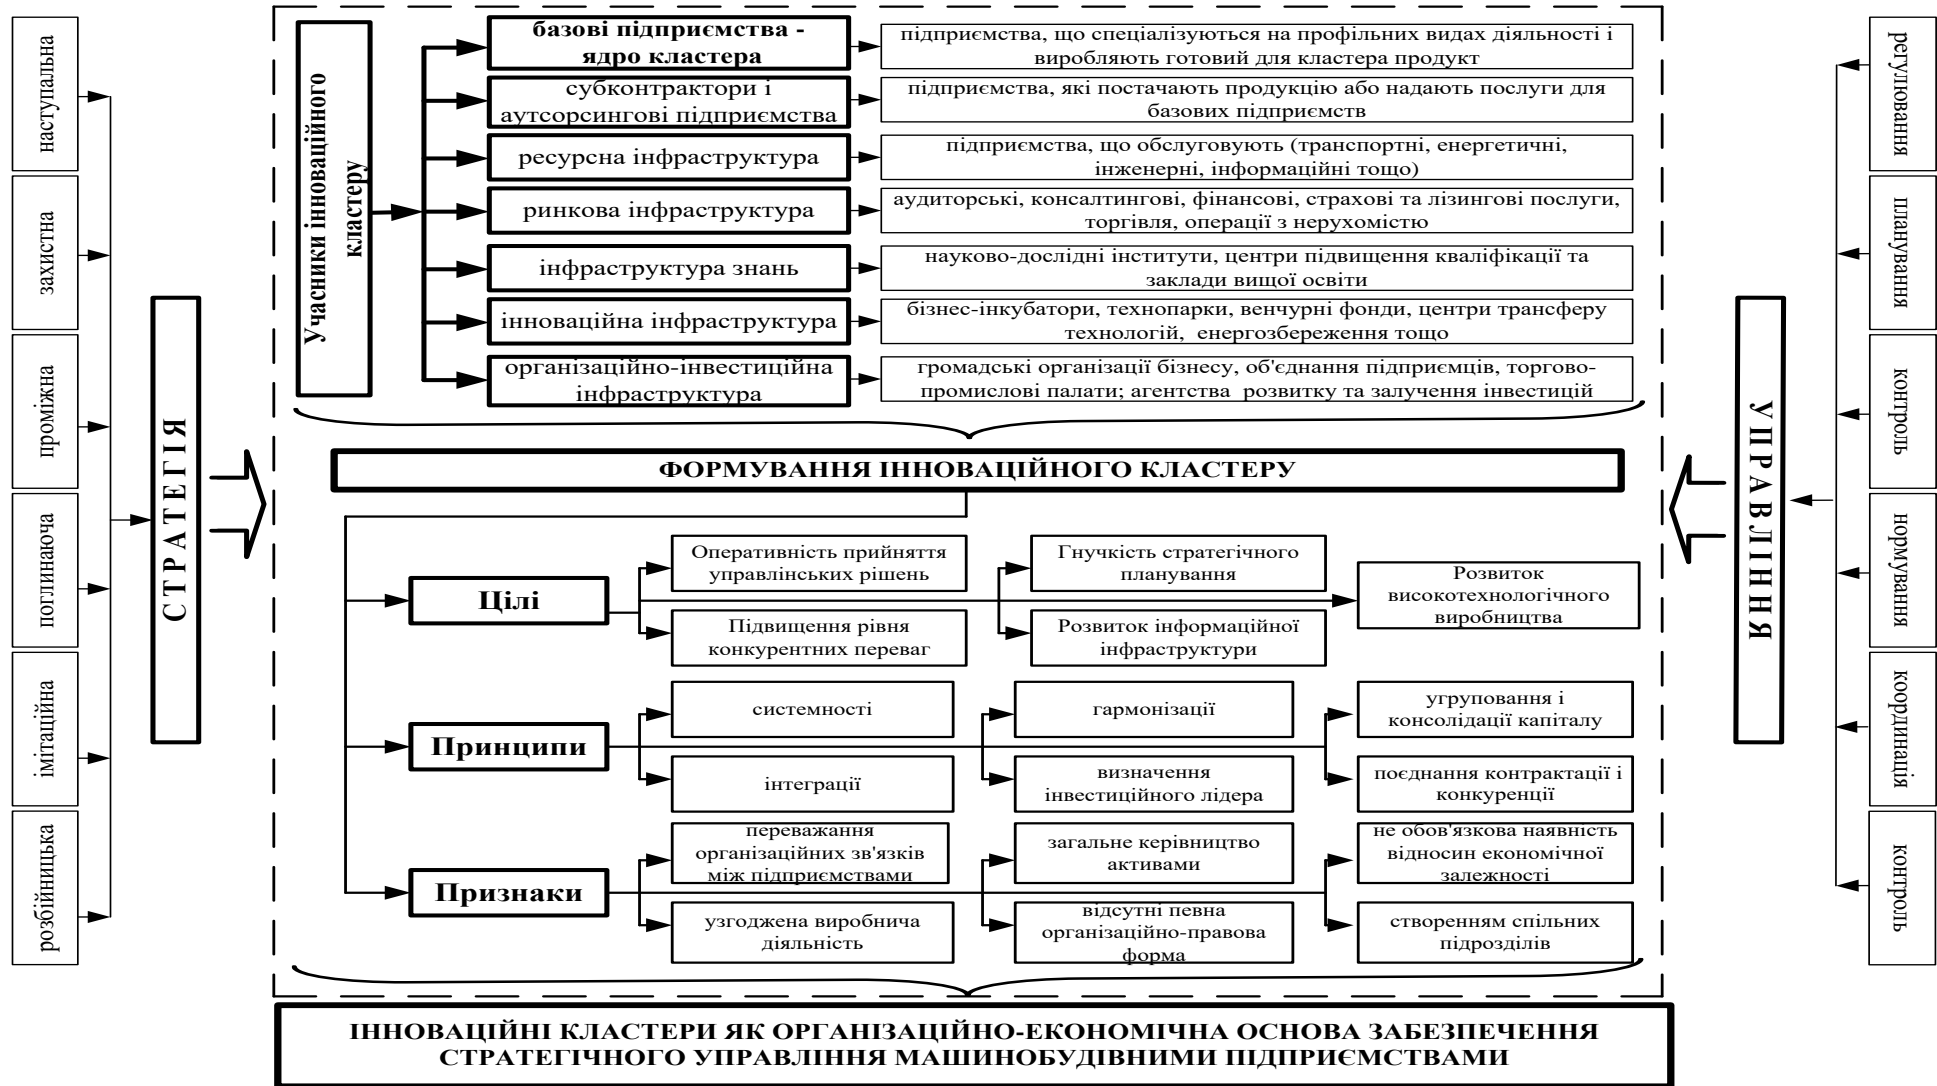 наступальна
захистна
проміжна
поглинаюча
імітаційна
розбійницька
СТРАТЕГІЯ
Учасники інноваційного
кластеру
базові підприємства -
ядро кластера
підприємства, що спеціалізуються на профільних видах діяльності і
виробляють готовий для кластера продукт
субконтрактори і
аутсорсингові підприємства
підприємства, які постачають продукцію або надають послуги для
базових підприємств
ресурсна інфраструктура
підприємства, що обслуговують (транспортні, енергетичні,
інженерні, інформаційні тощо)
ринкова інфраструктура
аудиторські, консалтингові, фінансові, страхові та лізингові послуги,
торгівля, операції з нерухомістю
інфраструктура знань
науково-дослідні інститути, центри підвищення кваліфікації та
заклади вищої освіти
інноваційна інфраструктура
бізнес-інкубатори, технопарки, венчурні фонди, центри трансферу
технологій, енергозбереження тощо
організаційно-інвестиційна
інфраструктура
громадські організації бізнесу, об'єднання підприємців, торгово-
промислові палати; агентства розвитку та залучення інвестицій
ФОРМУВАННЯ ІННОВАЦІЙНОГО КЛАСТЕРУ
Цілі
Оперативність прийняття
управлінських рішень
Підвищення рівня
конкурентних переваг
Гнучкість стратегічного
планування
Розвиток інформаційної
інфраструктури
Розвиток
високотехнологічного
виробництва
Принципи
системності
інтеграції
гармонізації
визначення
інвестиційного лідера
угруповання і
консолідації капіталу
поєднання контрактації і
конкуренції
Признаки
переважання
організаційних зв'язків
між підприємствами
узгоджена виробнича
діяльність
загальне керівництво
активами
відсутні певна
організаційно-правова
форма
не обов'язкова наявність
відносин економічної
залежності
створенням спільних
підрозділів
УПРАВЛІННЯ
регулювання
планування
контроль
нормування
координація
контроль
ІННОВАЦІЙНІ КЛАСТЕРИ ЯК ОРГАНІЗАЦІЙНО-ЕКОНОМІЧНА ОСНОВА ЗАБЕЗПЕЧЕННЯ
СТРАТЕГІЧНОГО УПРАВЛІННЯ МАШИНОБУДІВНИМИ ПІДПРИЄМСТВАМИ